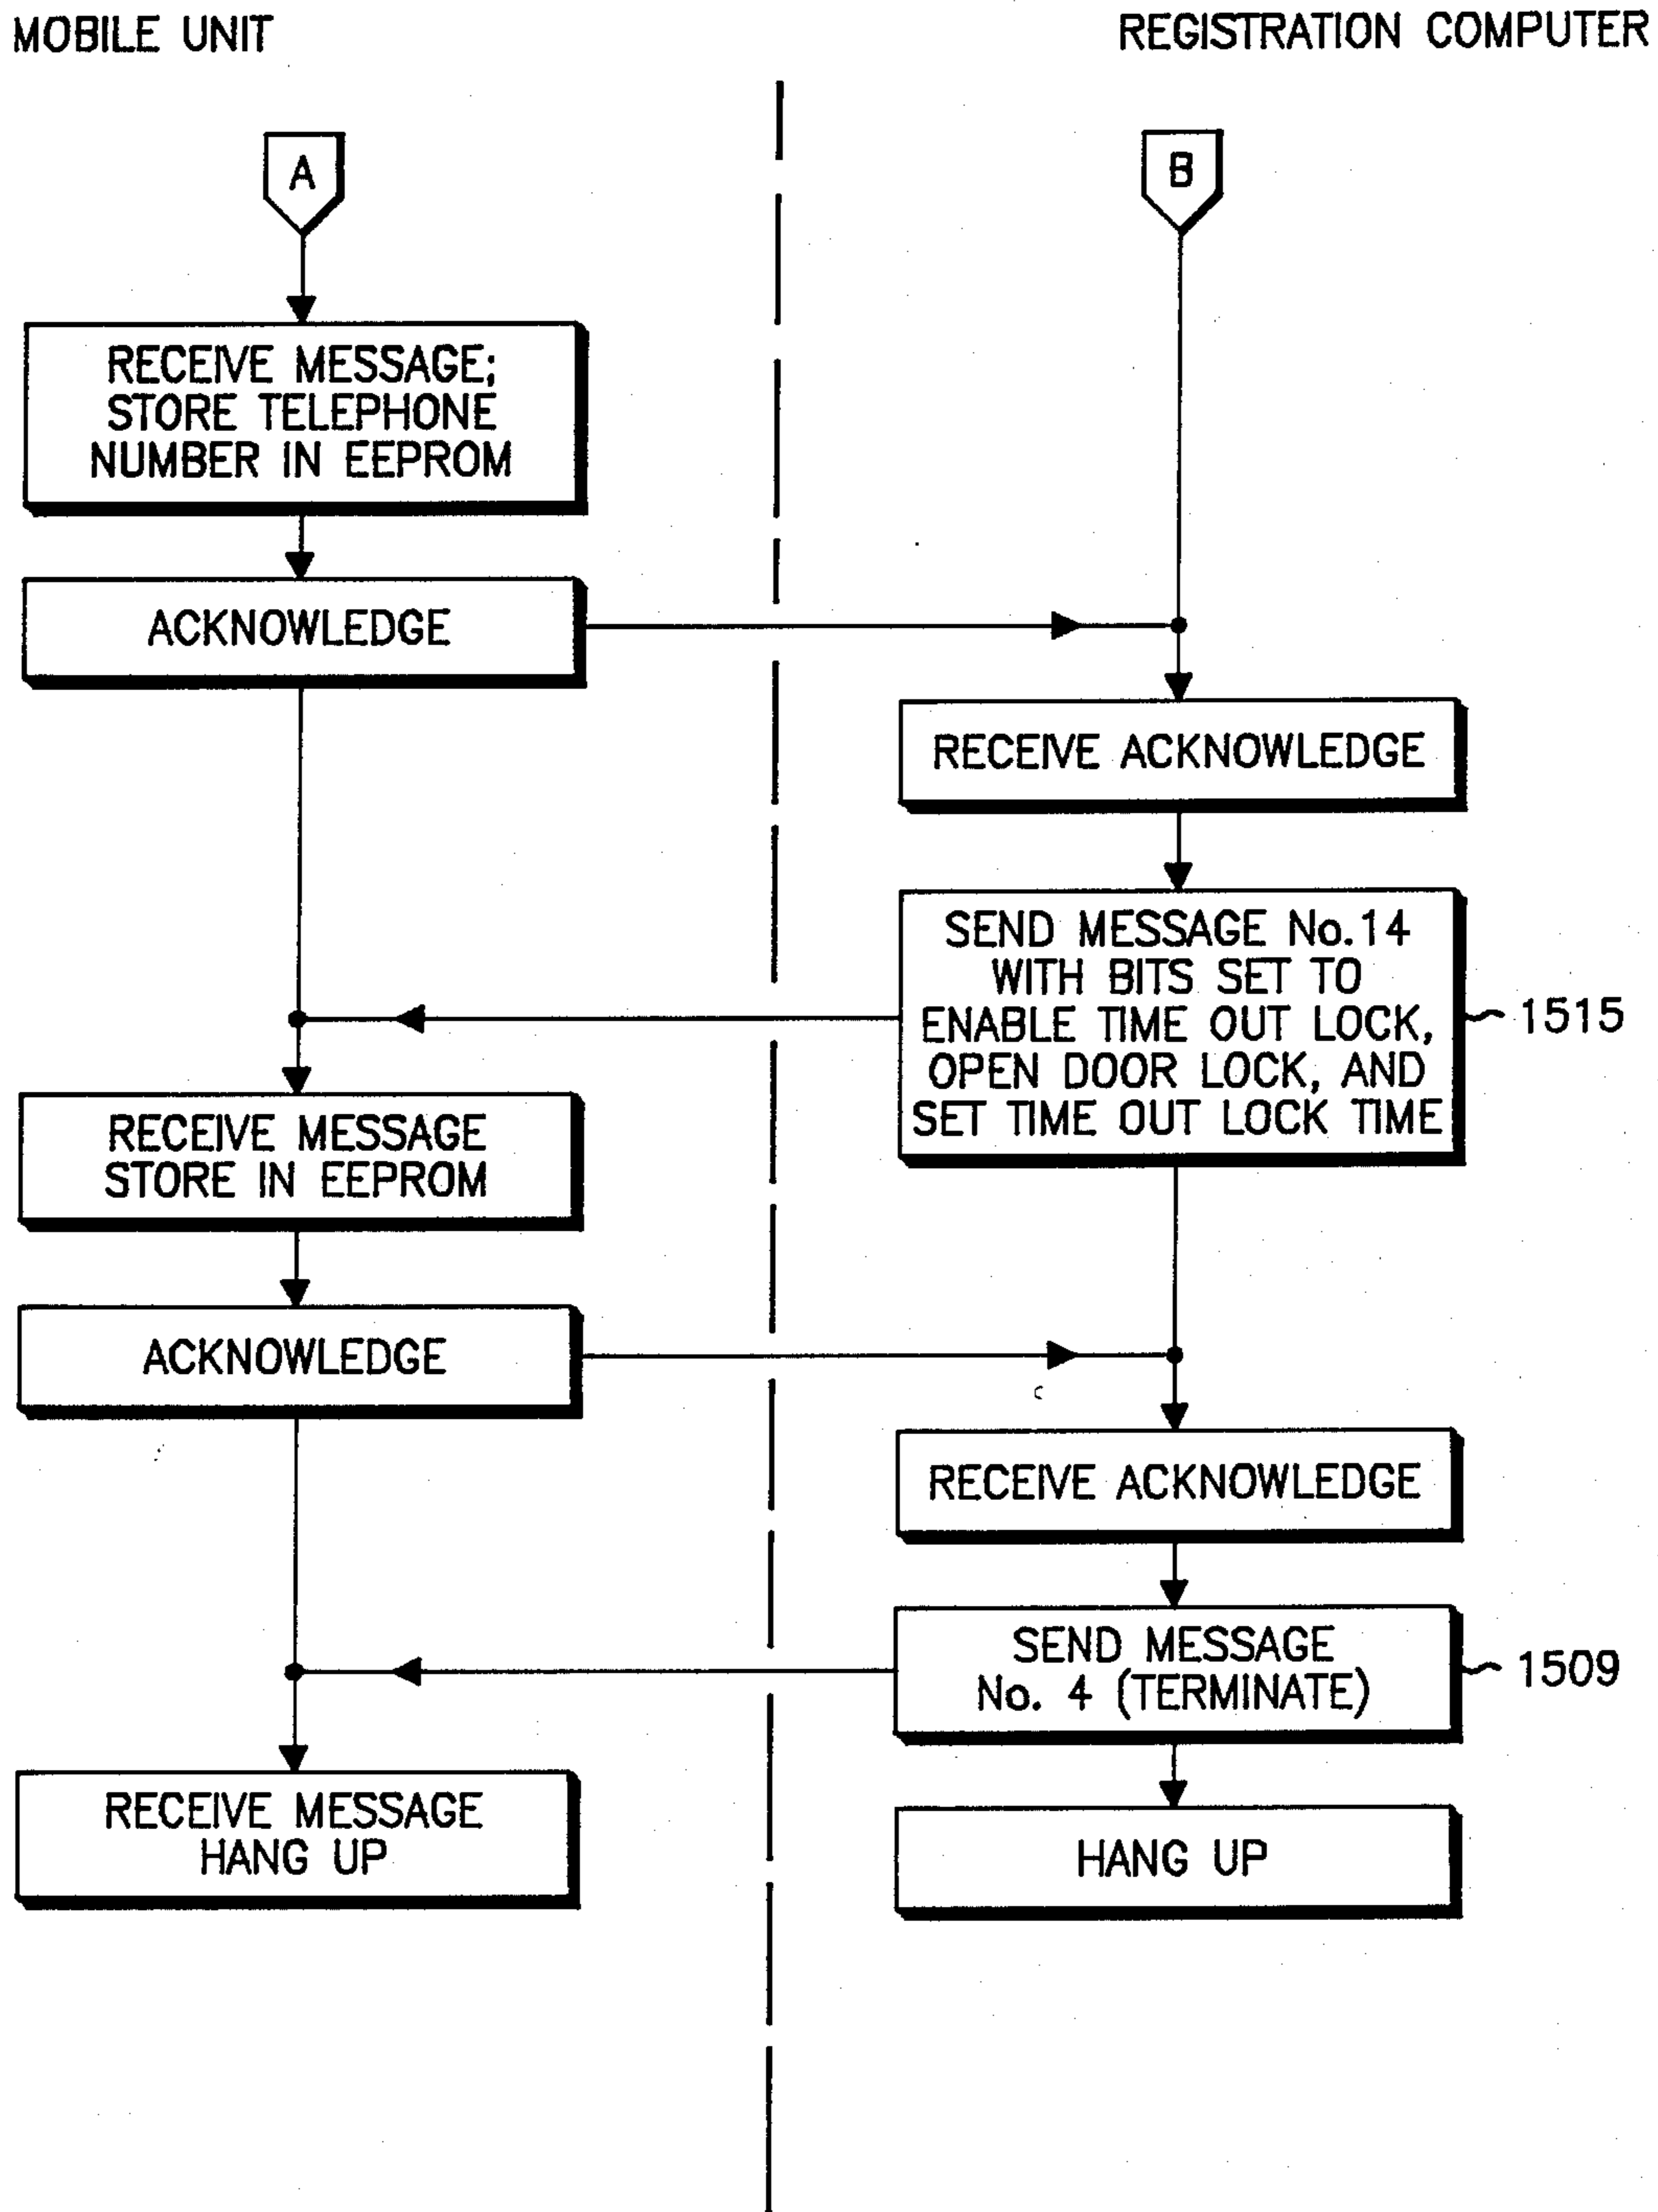 MOBILE UNIT
REGISTRATION COMPUTER
A
B
RECEIVE MESSAGE;
STORE TELEPHONE
NUMBER IN EEPROM
ACKNOWLEDGE
RECEIVE ACKNOWLEDGE
SEND MESSAGE No.14
WITH BITS SET TO
ENABLE TIME OUT LOCK,
OPEN DOOR LOCK, AND
SET TIME OUT LOCK TIME
1515
RECEIVE MESSAGE
STORE IN EEPROM
ACKNOWLEDGE
RECEIVE ACKNOWLEDGE
SEND MESSAGE
No. 4 (TERMINATE)
1509
RECEIVE MESSAGE
HANG UP
HANG UP